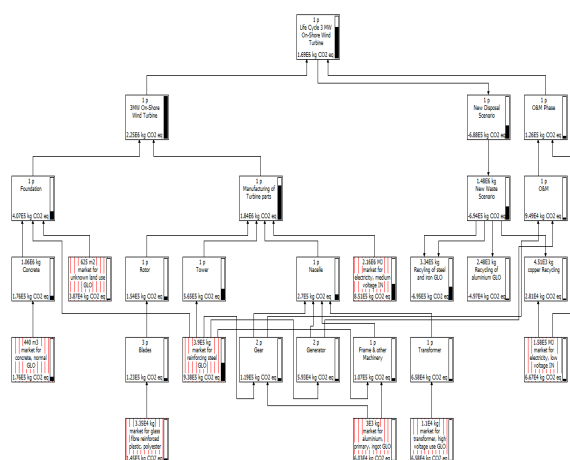 1 p
Life Cycle 3 MW
On-Shore Wind
Turbine
1.69E6 kg CO2 eq
1 p
3MW On-Shore
Wind Turbine
2.25E6 kg CO2 eq
1 p
New Disposal
Scenario
-6.88E5 kg CO2 eq
1 p
O&M Phase
1.26E5 kg CO2 eq
1 p
Foundation
4.07E5 kg CO2 eq
1 p
Manufacturing of
Turbine parts
1.84E6 kg CO2 eq
1.48E6 kg
New Waste
Scenario
-6.94E5 kg CO2 eq
1 p
O&M
9.49E4 kg CO2 eq
1.06E6 kg
Concrete
1.76E5 kg CO2 eq
625 m2
market for
unknown land use
GLO
3.87E4 kg CO2 eq
1 p
Rotor
1.94E5 kg CO2 eq
1 p
Tower
5.66E5 kg CO2 eq
1 p
Nacelle
2.7E5 kg CO2 eq
2.16E6 MJ
market for
electricity, medium
voltage IN
8.51E5 kg CO2 eq
3.34E5 kg
Recyling of steel
and iron GLO
-6.95E5 kg CO2 eq
2.48E3 kg
Recycling of
aluminium GLO
-4.97E4 kg CO2 eq
4.51E3 kg
copper Recycling
2.81E4 kg CO2 eq
440 m3
market for
concrete, normal
GLO
1.76E5 kg CO2 eq
3 p
Blades
1.23E5 kg CO2 eq
3.9E5 kg
market for
reinforcing steel
GLO
9.38E5 kg CO2 eq
2 p
Gear
1.19E5 kg CO2 eq
2 p
Generator
5.93E4 kg CO2 eq
1 p
Frame & other
Machinery
1.07E5 kg CO2 eq
1 p
Transformer
6.58E4 kg CO2 eq
1.58E5 MJ
market for
electricity, low
voltage IN
6.67E4 kg CO2 eq
market for glass
fibre reinforced
plastic, polyester
3E3 kg
market for
aluminium,
primary, ingot GLO
1.1E4 kg
market for
transformer, high
voltage use GLO